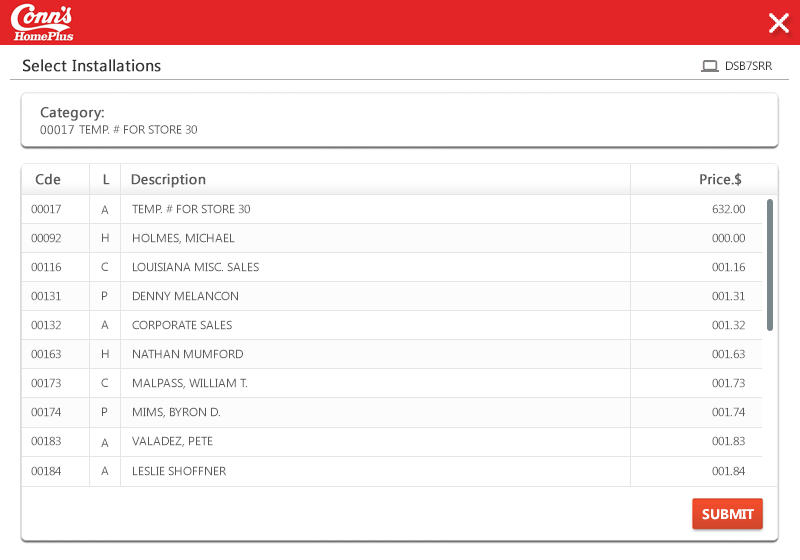 Conn's
HomePlus
Select Installations DSB7SRR
Category:
00017 TEMP. # FOR STORE 30
Cde L Description Price.$
00017 A TEMP. # FOR STORE 30 632.00
00092 H HOLMES, MICHAEL 000.00
00116 C LOUISIANA MISC. SALES 001.16
00131 P DENNY MELANCON 001.31
00132 A CORPORATE SALES 001.32
00163 H NATHAN MUMFORD 001.63
00173 C MALPASS, WILLIAM T. 001.73
00174 P MIMS, BYRON D. 001.74
00183 A VALADEZ, PETE 001.83
00184 A LESLIE SHOFFNER 001.84
SUBMIT